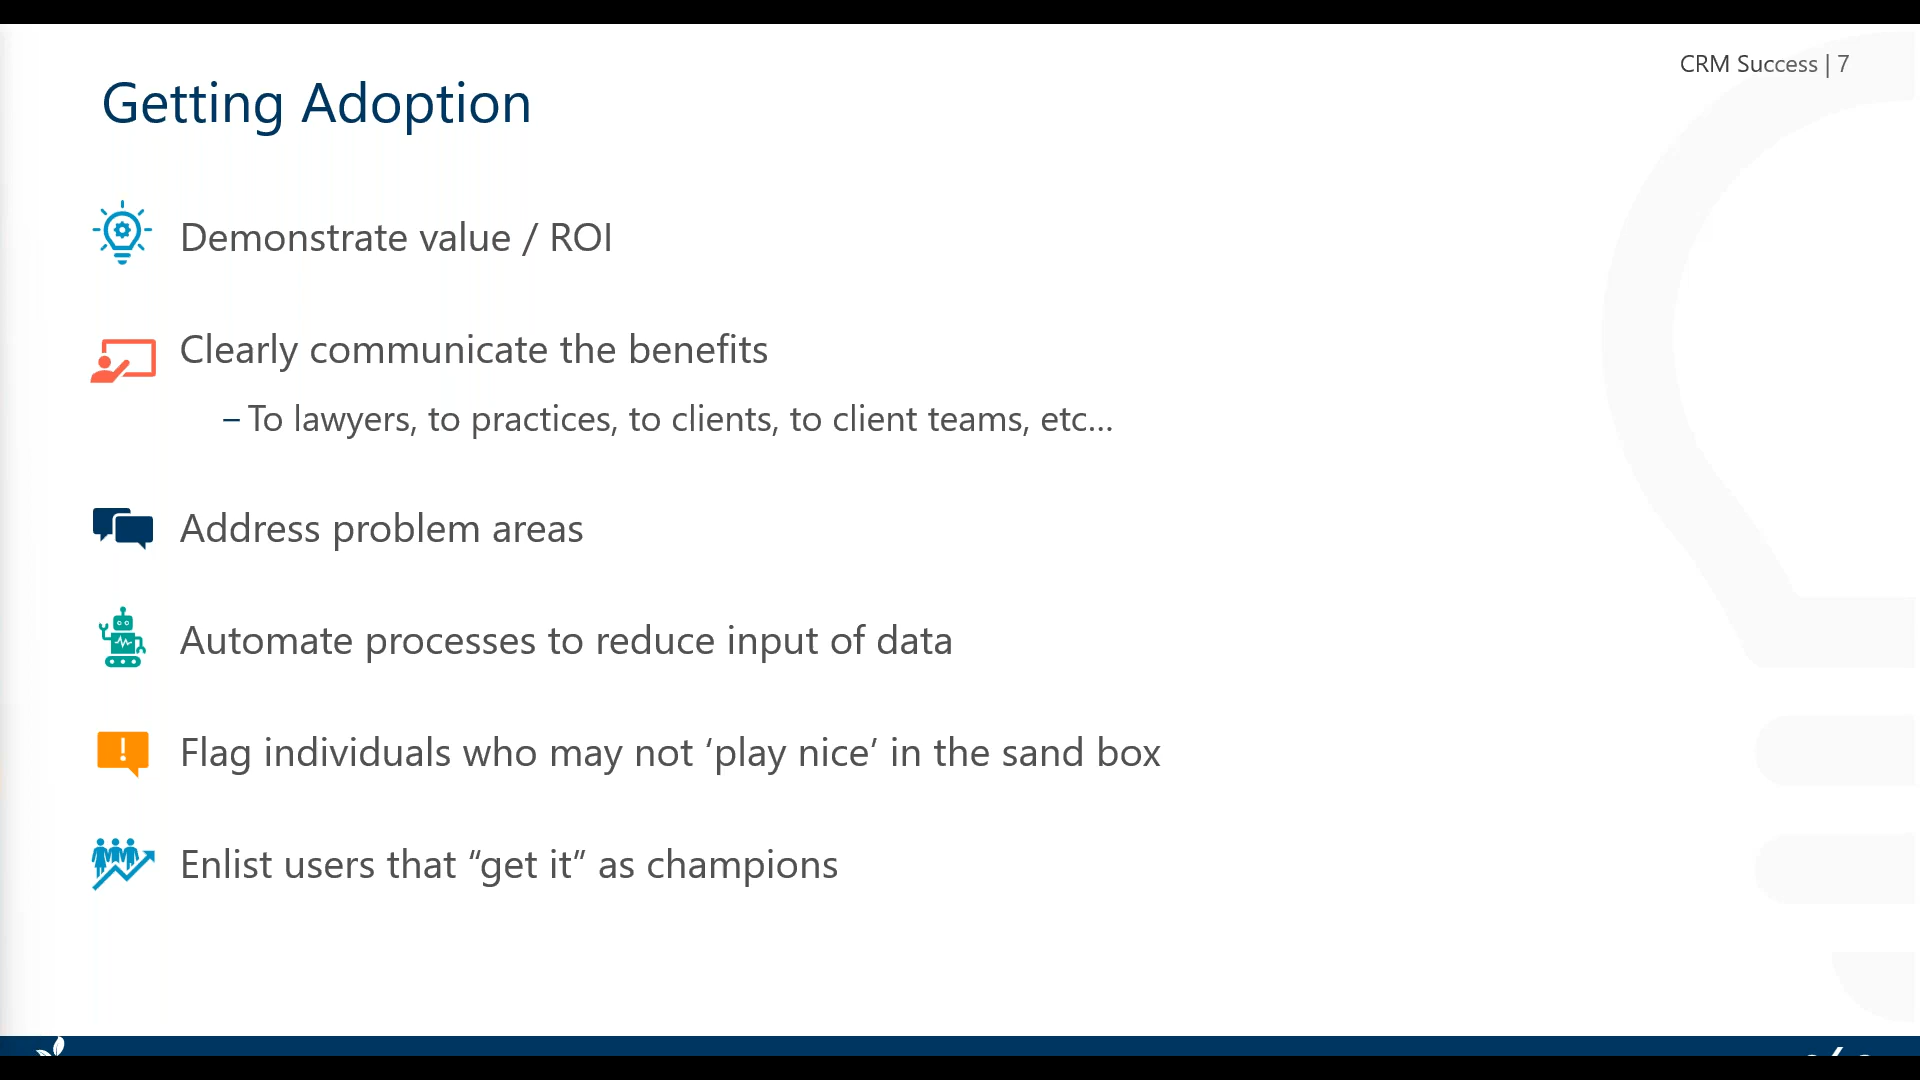 CRM Success | 7
Getting Adoption
Demonstrate value / ROI
Clearly communicate the benefits
– To lawyers, to practices, to clients, to client teams, etc...
Address problem areas
Automate processes to reduce input of data
Flag individuals who may not ‘play nice’ in the sand box
Enlist users that “get it” as champions